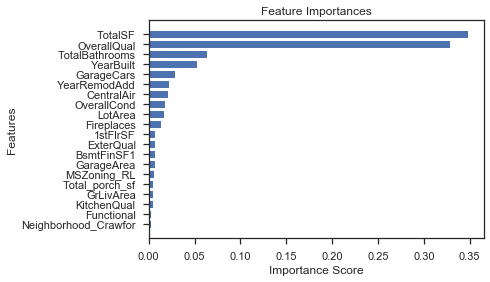 Feature Importances
TotalSF
OverallQual
TotalBathrooms
YearBuilt
GarageCars
YearRemodAdd
CentralAir
OverallCond
LotArea
Fireplaces
1stFlrSF
ExterQual
BsmtFinSF1
GarageArea
MSZoning_RL
Total_porch_sf
GrLivArea
KitchenQual
Functional
Neighborhood_Crawfor
Features
0.00 0.05 0.10 0.15 0.20 0.25 0.30 0.35
Importance Score